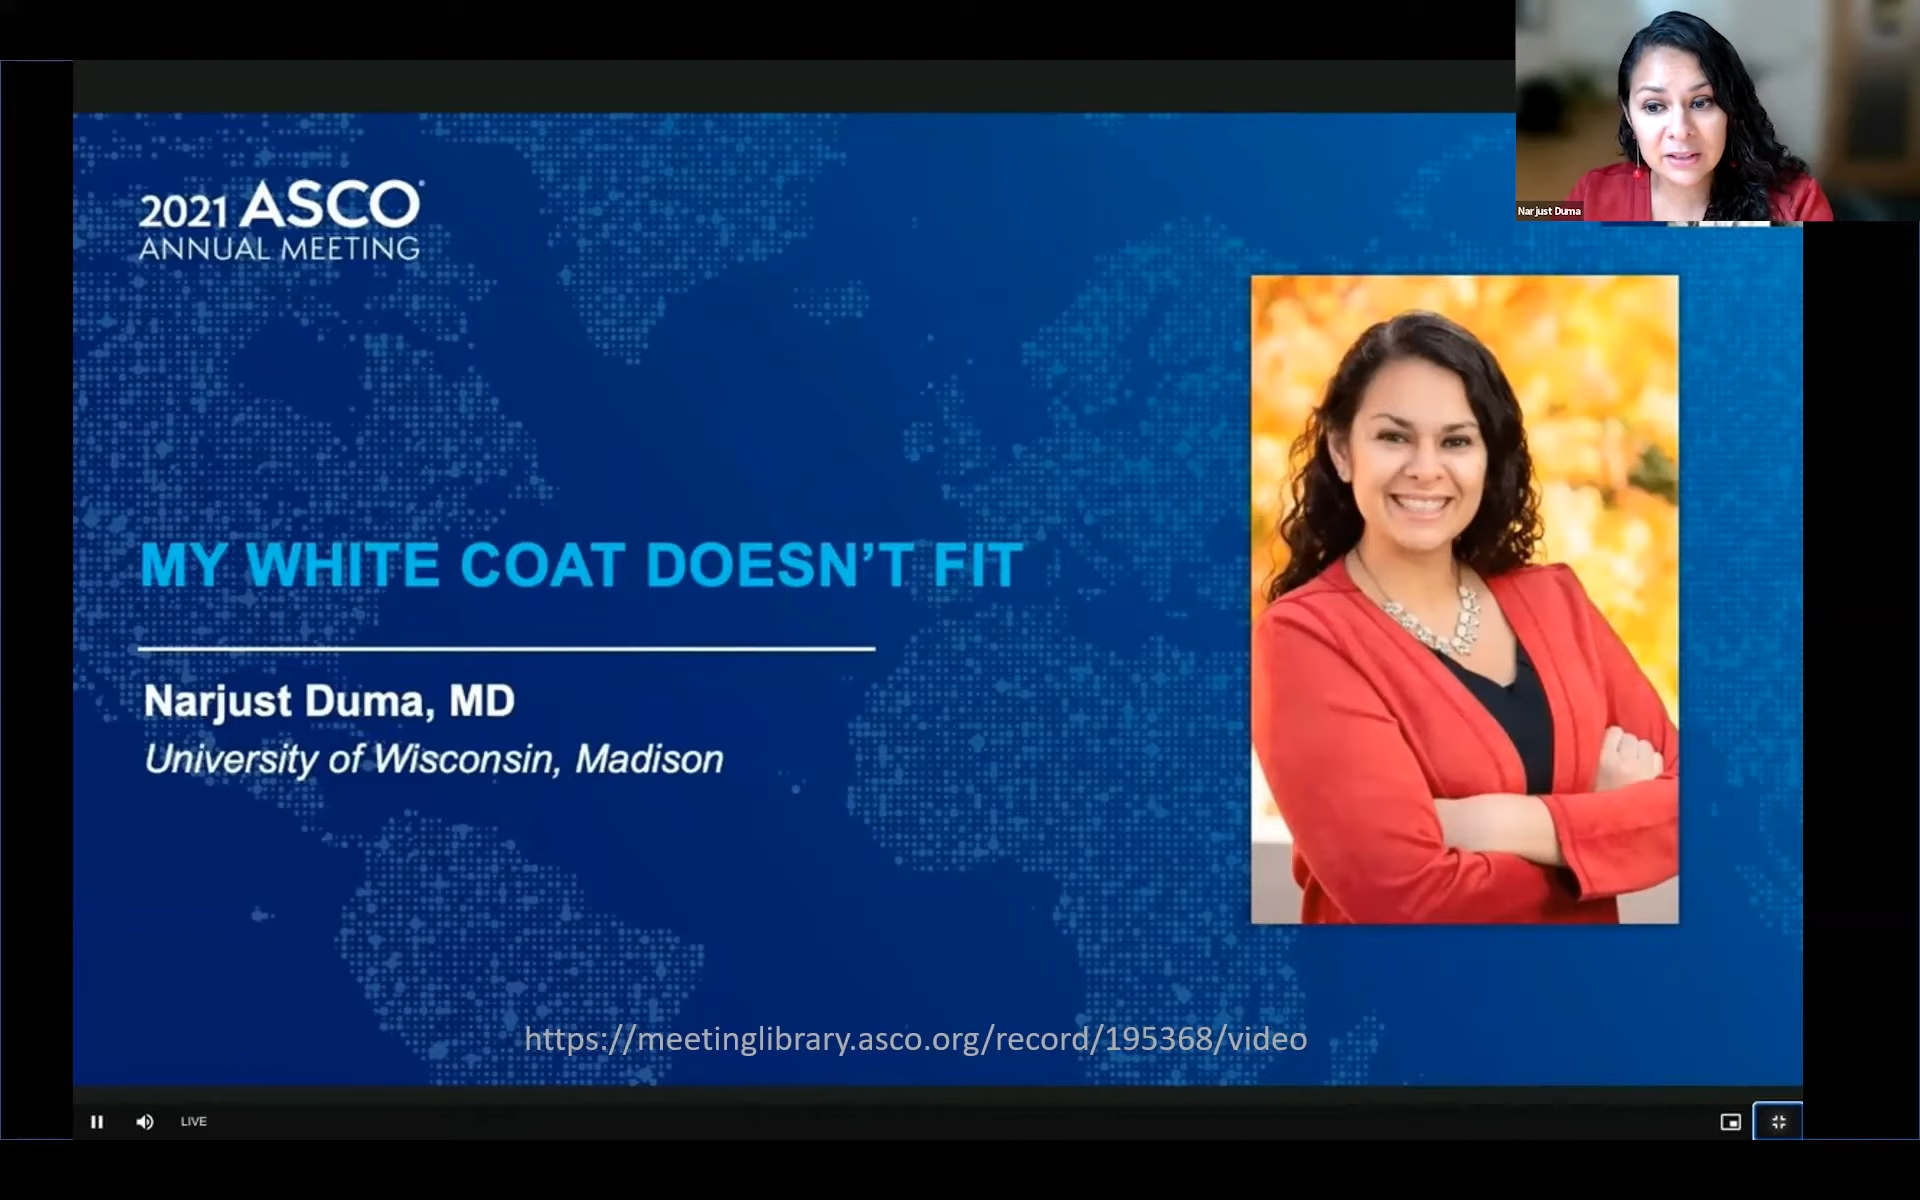 Narjust Duma
2021 ASCO®
ANNUAL MEETING
MY WHITE COAT DOESN’T FIT
Narjust Duma, MD
University of Wisconsin, Madison
https://meetinglibrary.asco.org/record/195368/video
LIVE